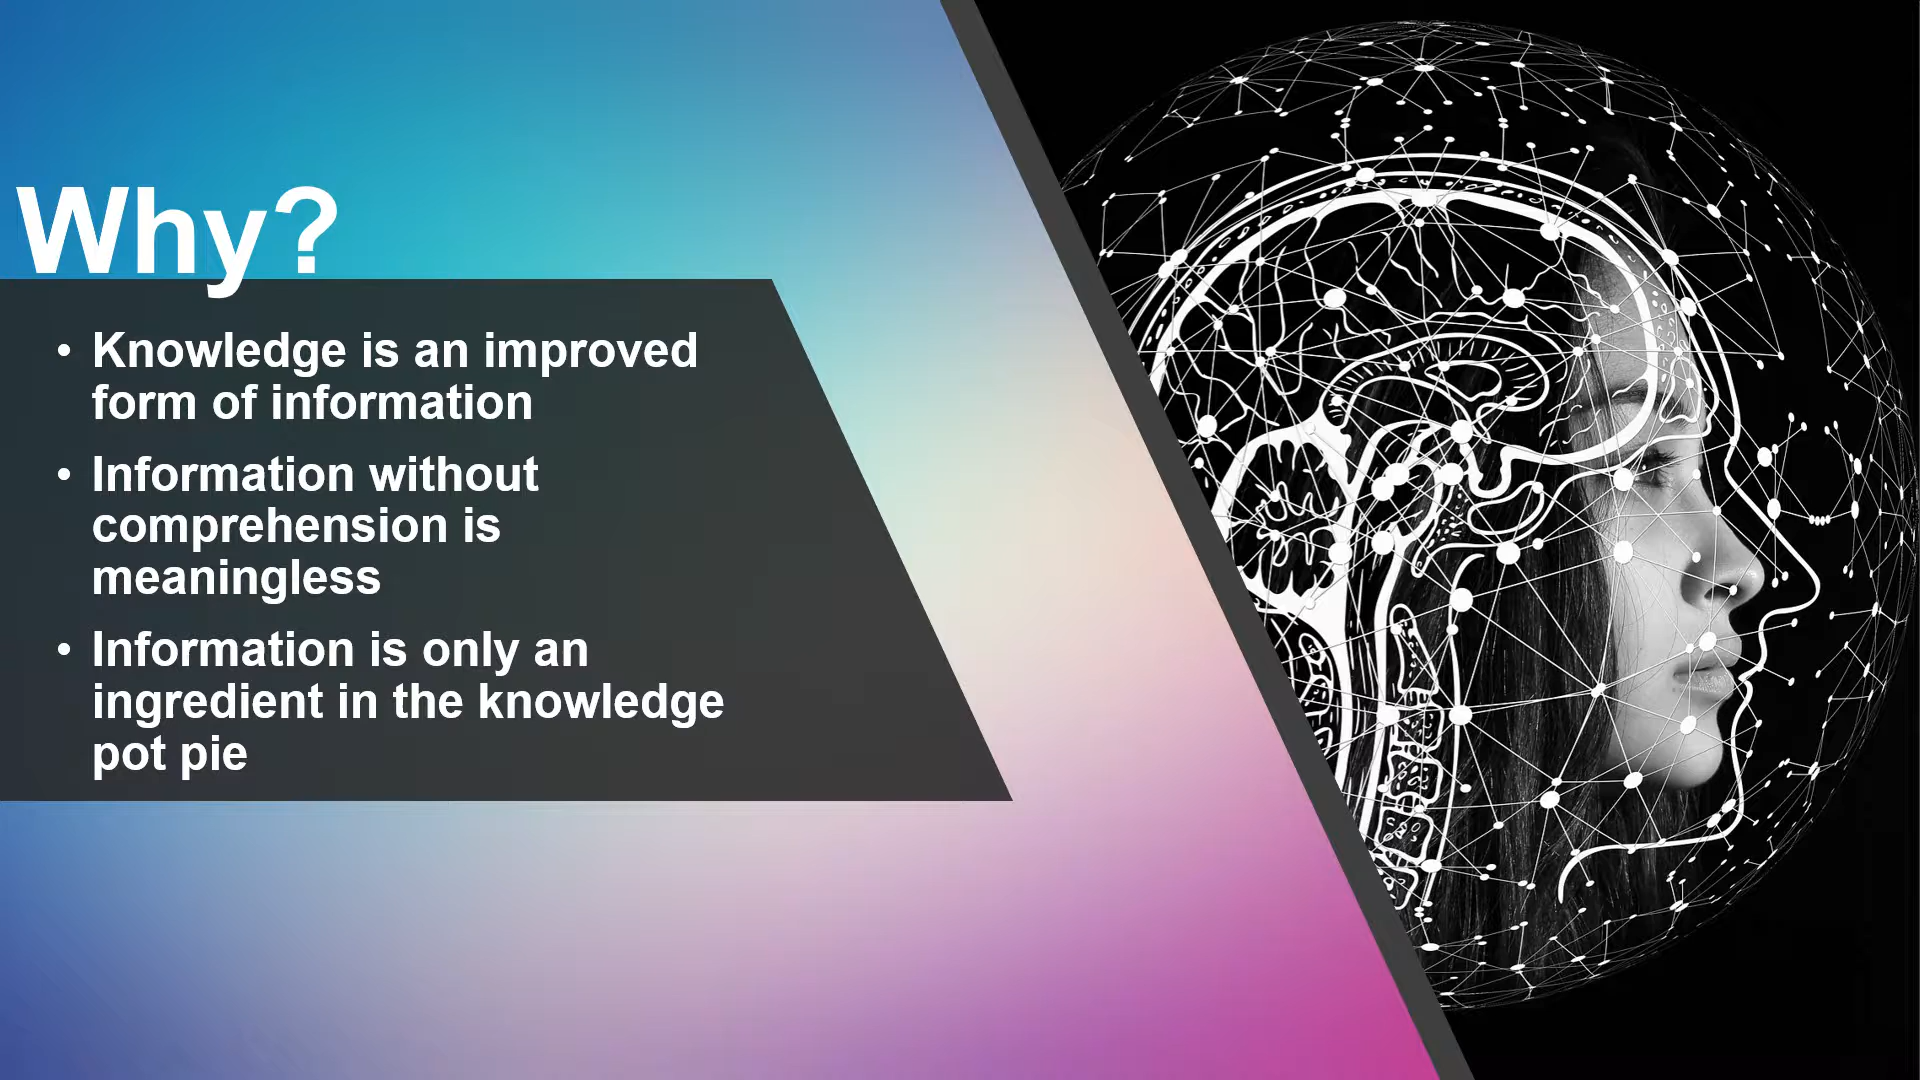 Why?
• Knowledge is an improved
form of information
• Information without
comprehension is
meaningless
• Information is only an
ingredient in the knowledge
pot pie